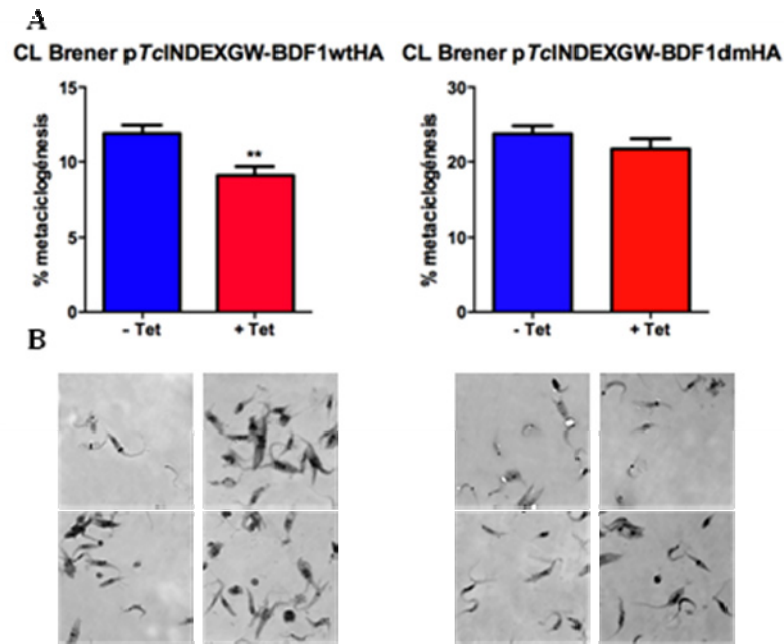 A
CL Brener pTcINDEXGW-BDF1wtHA
CL Brener pTcINDEXGW-BDF1dmHA
% metaciclogénesis
15
10
5
0
**
- Tet
+ Tet
% metaciclogénesis
30
20
10
0
- Tet
+ Tet
B